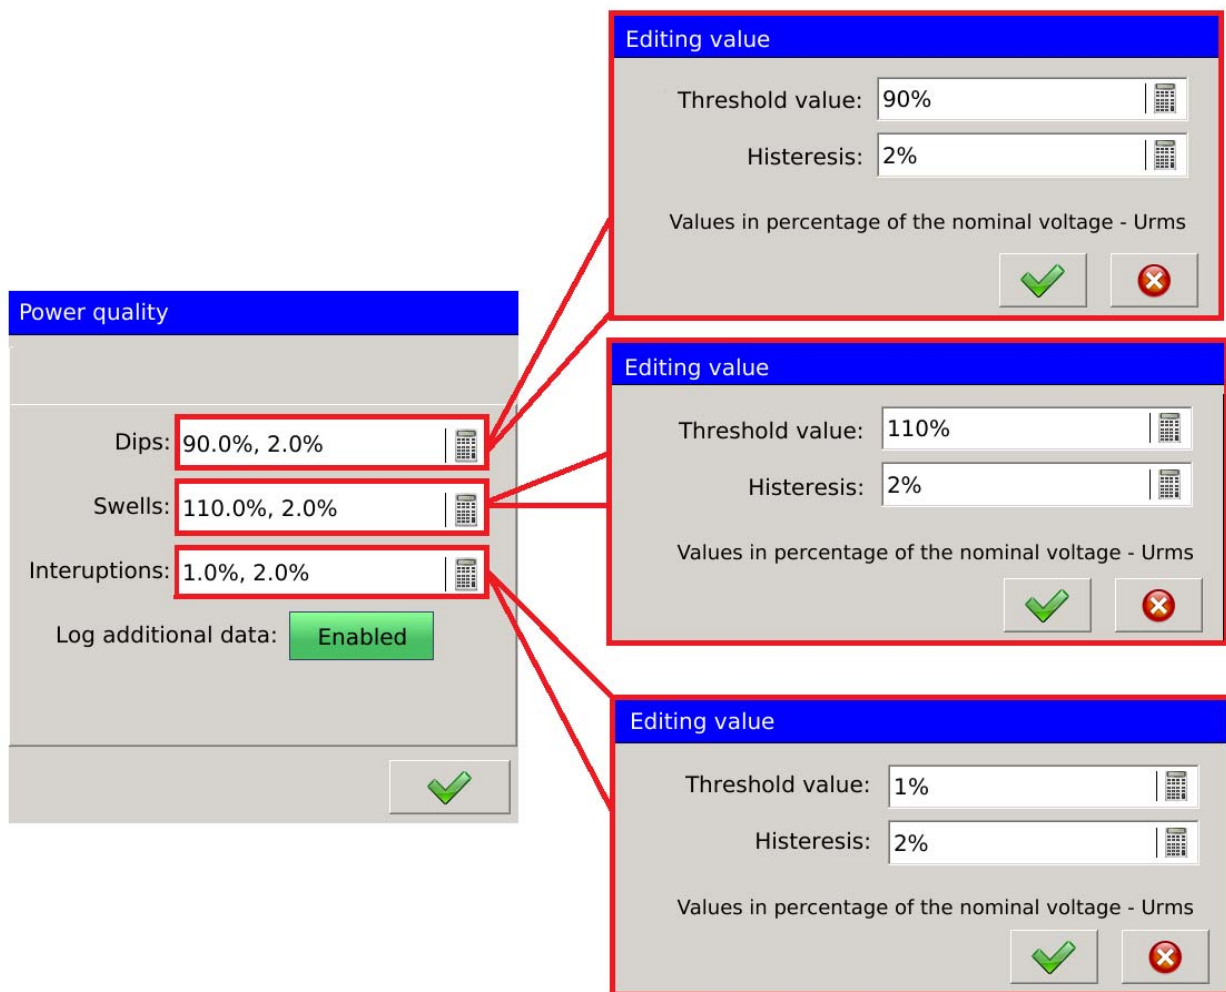 Power quality
Dips: 90.0%, 2.0%
Swells: 110.0%, 2.0%
Interuptions: 1.0%, 2.0%
Log additional data: Enabled
Editing value
Threshold value: 90%
Histeresis: 2%
Values in percentage of the nominal voltage - Urms
Editing value
Threshold value: 110%
Histeresis: 2%
Values in percentage of the nominal voltage - Urms
Editing value
Threshold value: 1%
Histeresis: 2%
Values in percentage of the nominal voltage - Urms